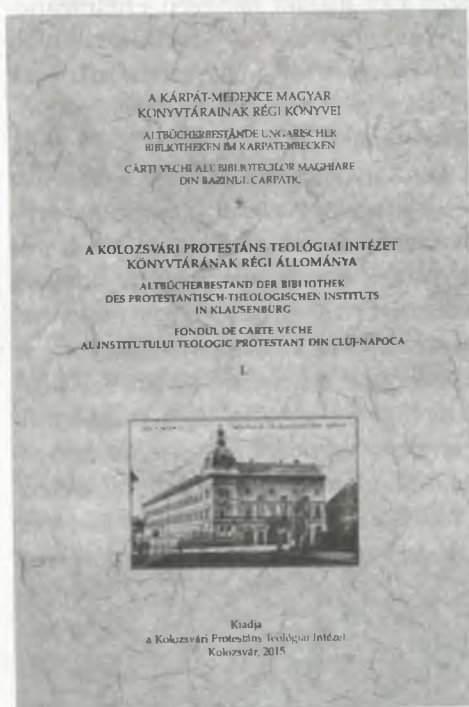 A KÁRPÁT-MEDENCE MAGYAR
KÖNYVTÁRAINAK RÉGI KÖNYVEI
ALTBÜCHERBESTÄNDE UNGARISCHER
BIBLIOTHEKEN IM KARPATENBECKEN
CĂRȚI VECHI ALE BIBLIOTECILOR MAGHIARE
DIN BAZINUL CARPATIC
9.
A KOLOZSVÁRI PROTESTÁNS TEOLÓGIAI INTÉZET
KÖNYVTÁRÁNAK RÉGI ÁLLOMÁNYA
ALTBÜCHERBESTAND DER BIBLIOTHEK
DES PROTESTANTISCH-THEOLOGISCHEN INSTITUTS
IN KLAUSENBURG
FONDUL DE CARTE VECHE
AL INSTITUTULUI TEOLOGIC PROTESTANT DIN CLUJ-NAPOCA
I.
Kiadja
a Kolozsvári Protestáns Teológiai Intézet
Kolozsvár, 2015